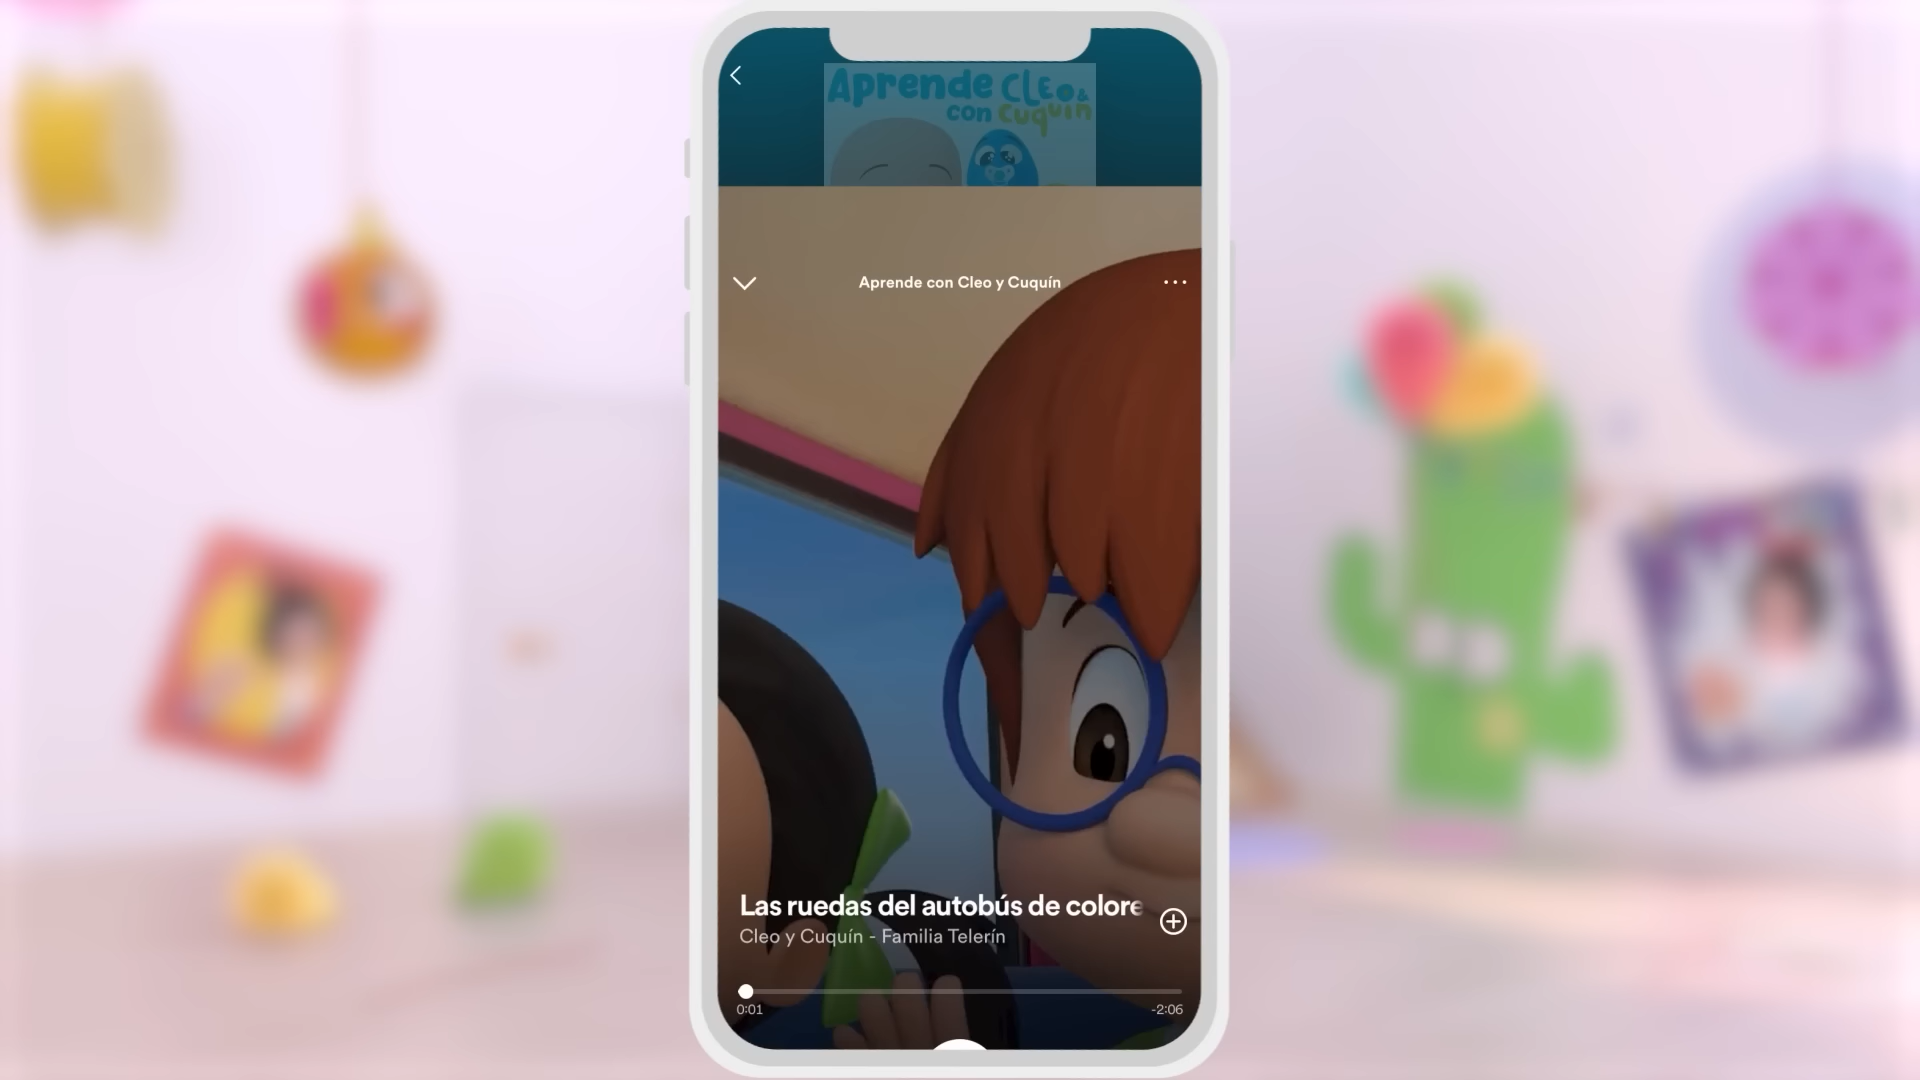 Aprende CLEO &
con cuquín
Aprende con Cleo y Cuquín
Las ruedas del autobús de colore
Cleo y Cuquín - Familia Telerín
0:01
-2:06